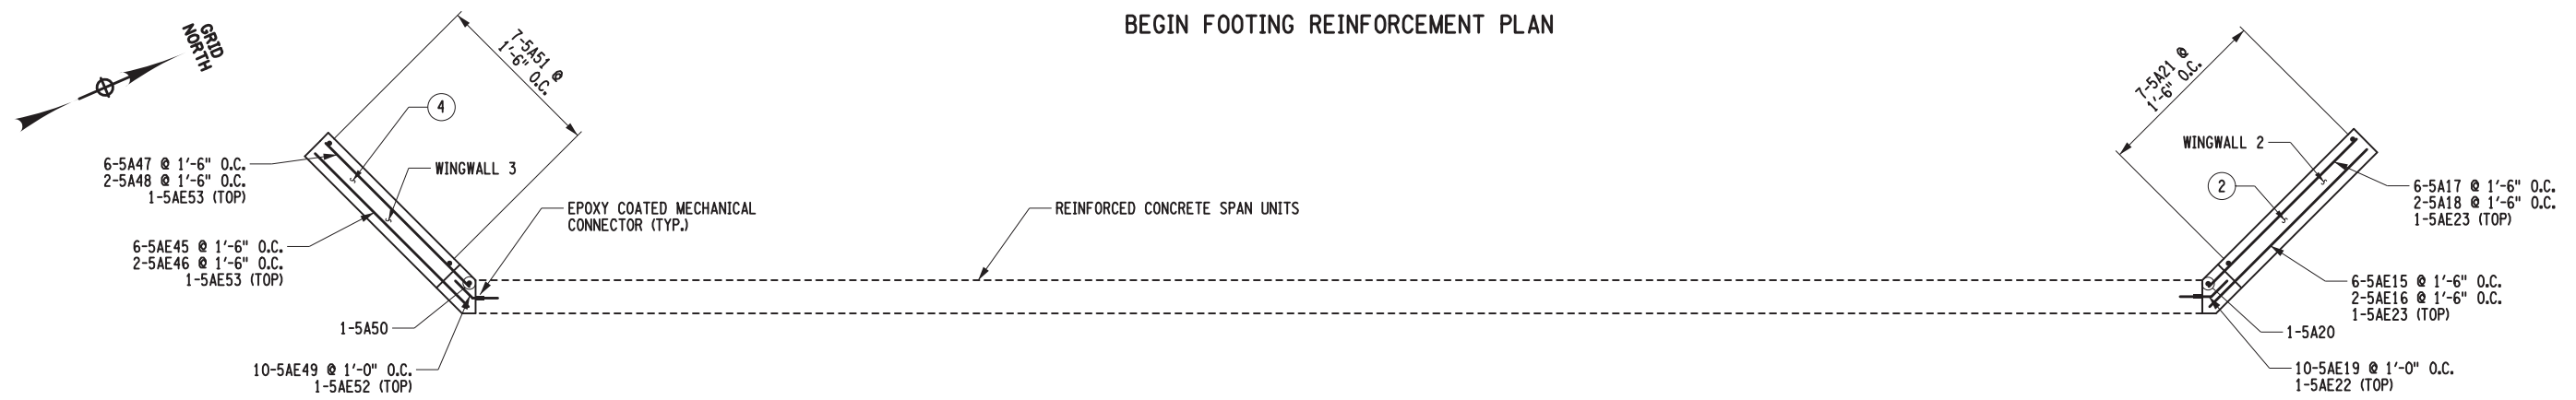 BEGIN FOOTING REINFORCEMENT PLAN
GRID
NORTH
7-5A51 @
1'-6" O.C.
4
6-5A47 @ 1'-6" O.C.
2-5A48 @ 1'-6" O.C.
1-5AE53 (TOP)
WINGWALL 3
6-5AE45 @ 1'-6" O.C.
2-5AE46 @ 1'-6" O.C.
1-5AE53 (TOP)
EPOXY COATED MECHANICAL
CONNECTOR (TYP.)
1-5A50
10-5AE49 @ 1'-0" O.C.
1-5AE52 (TOP)
REINFORCED CONCRETE SPAN UNITS
7-5A21 @
1'-6" O.C.
WINGWALL 2
2
6-5A17 @ 1'-6" O.C.
2-5A18 @ 1'-6" O.C.
1-5AE23 (TOP)
6-5AE15 @ 1'-6" O.C.
2-5AE16 @ 1'-6" O.C.
1-5AE23 (TOP)
1-5A20
10-5AE19 @ 1'-0" O.C.
1-5AE22 (TOP)